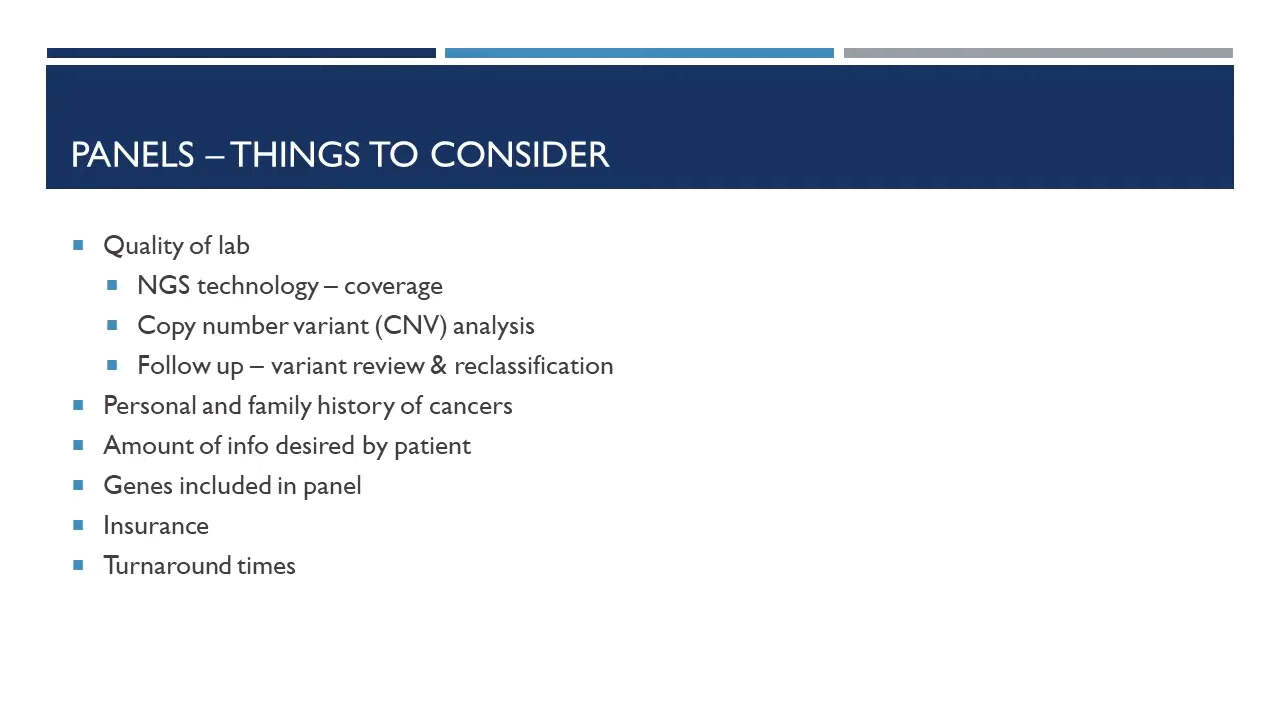 PANELS – THINGS TO CONSIDER
Quality of lab
NGS technology – coverage
Copy number variant (CNV) analysis
Follow up – variant review & reclassification
Personal and family history of cancers
Amount of info desired by patient
Genes included in panel
Insurance
Turnaround times